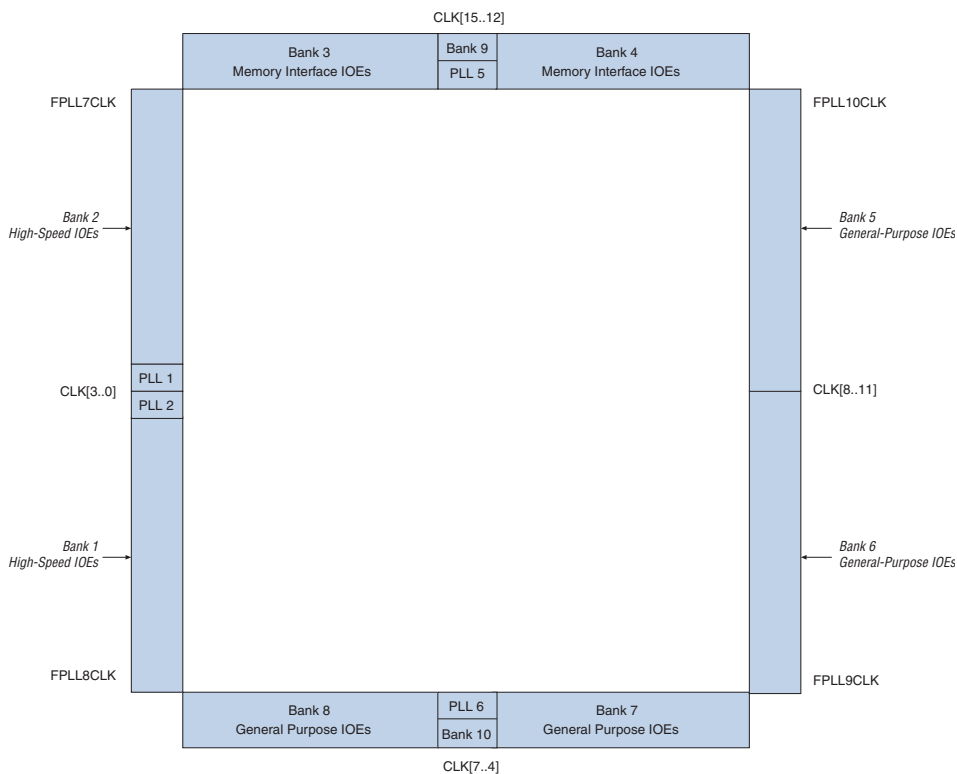 CLK[15..12]
Bank 3
Memory Interface IOEs
Bank 9
PLL 5
Bank 4
Memory Interface IOEs
FPLL7CLK
FPLL10CLK
Bank 2
High-Speed IOEs
Bank 5
General-Purpose IOEs
PLL 1
CLK[3..0]
PLL 2
CLK[8..11]
Bank 1
High-Speed IOEs
Bank 6
General-Purpose IOEs
FPLL8CLK
FPLL9CLK
Bank 8
General Purpose IOEs
PLL 6
Bank 10
Bank 7
General Purpose IOEs
CLK[7..4]